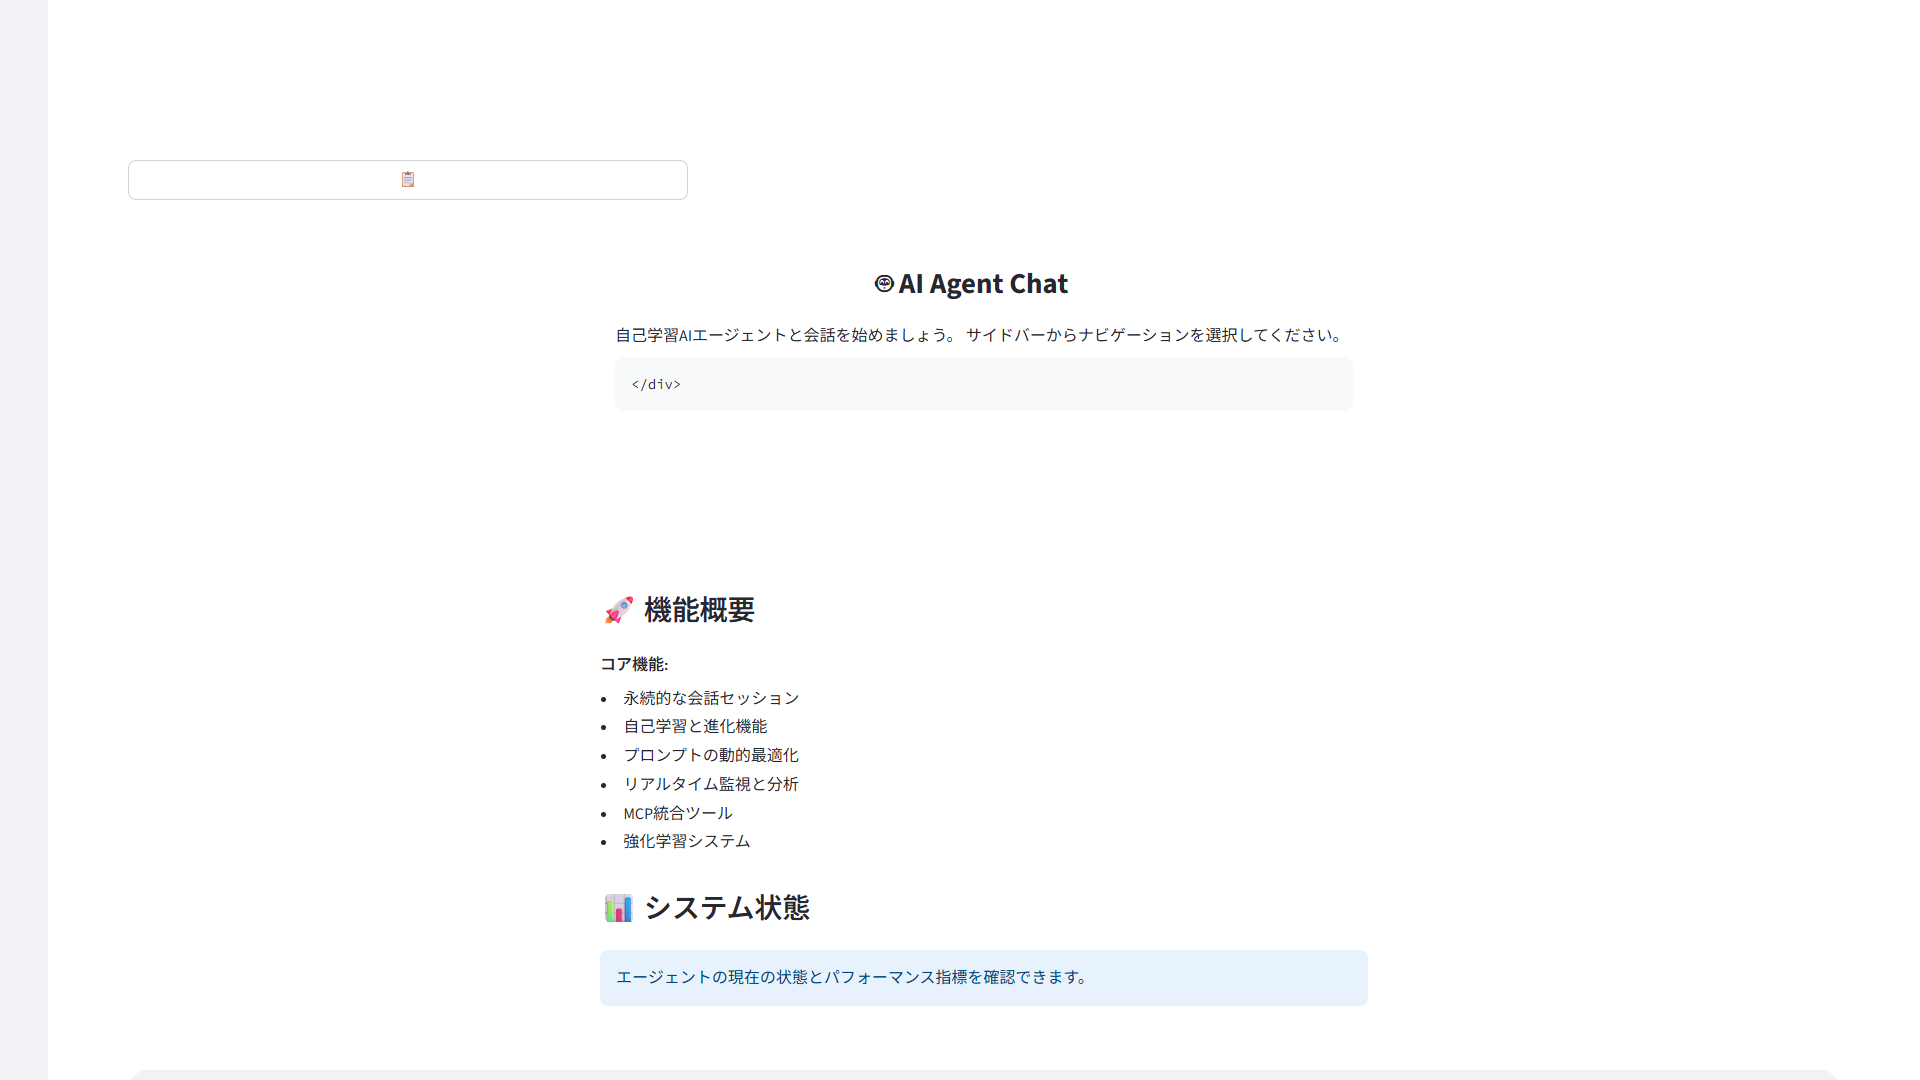 AI Agent Chat
自己学習AIエージェントと会話を始めましょう。 サイドバーからナビゲーションを選択してください。
</div>
🚀 機能概要
コア機能:
• 永続的な会話セッション
• 自己学習と進化機能
• プロンプトの動的最適化
• リアルタイム監視と分析
• MCP統合ツール
• 強化学習システム
📊 システム状態
エージェントの現在の状態とパフォーマンス指標を確認できます。